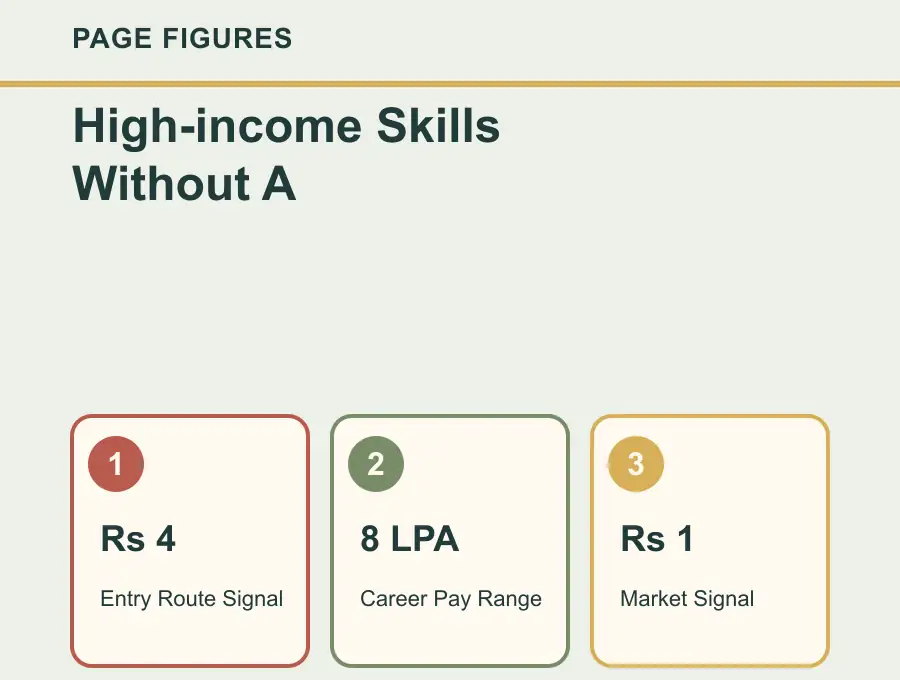 PAGE FIGURES
High-income Skills
Without A
1
Rs 4
Entry Route Signal
2
8 LPA
Career Pay Range
3
Rs 1
Market Signal